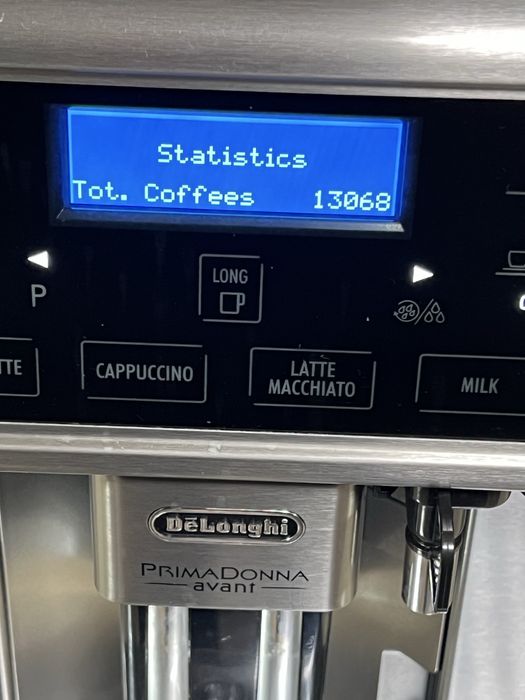 Statistics
Tot. Coffees 13068
P
LONG
TTE
CAPPUCCINO
LATTE
MACCHIATO
MILK
DēLonghi
PRIMADONNA
avant